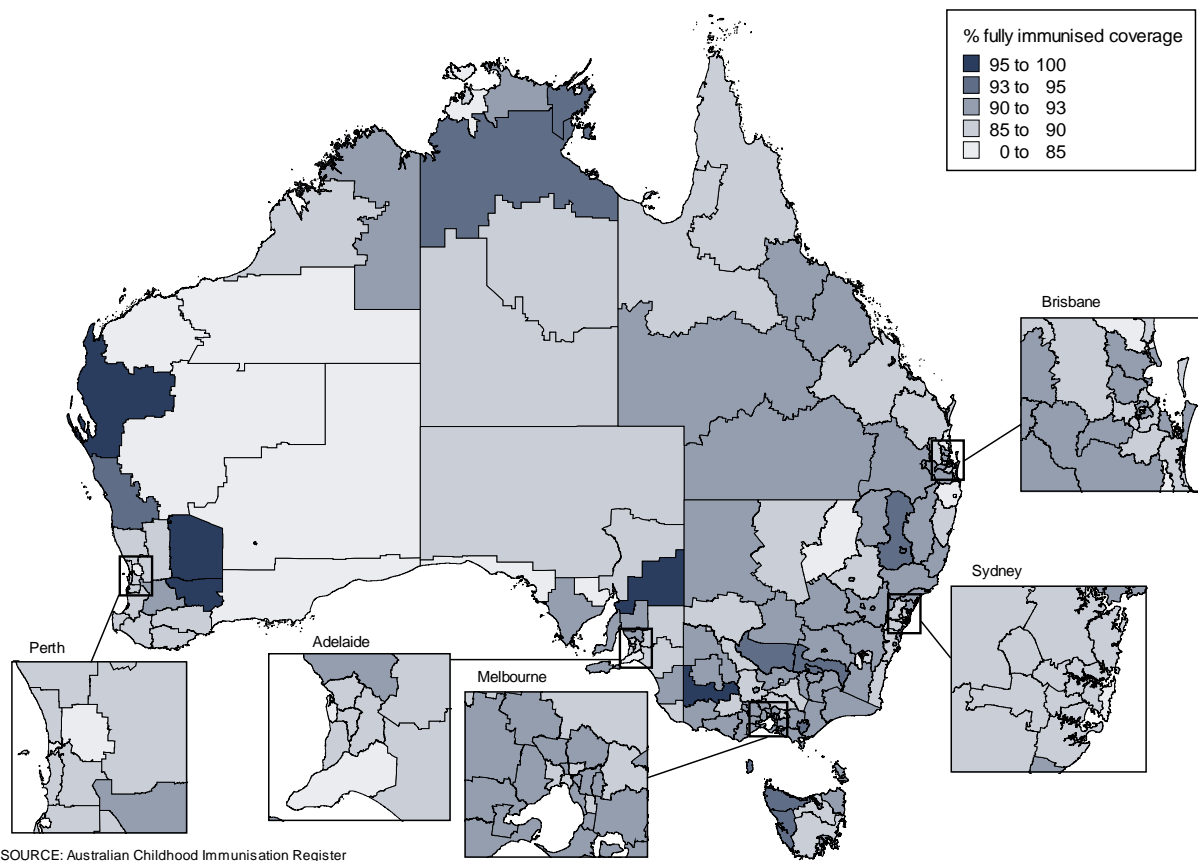 % fully immunised coverage
95 to 100
93 to 95
90 to 93
85 to 90
0 to 85
Brisbane
Sydney
Perth
Adelaide
Melbourne
SOURCE: Australian Childhood Immunisation Register